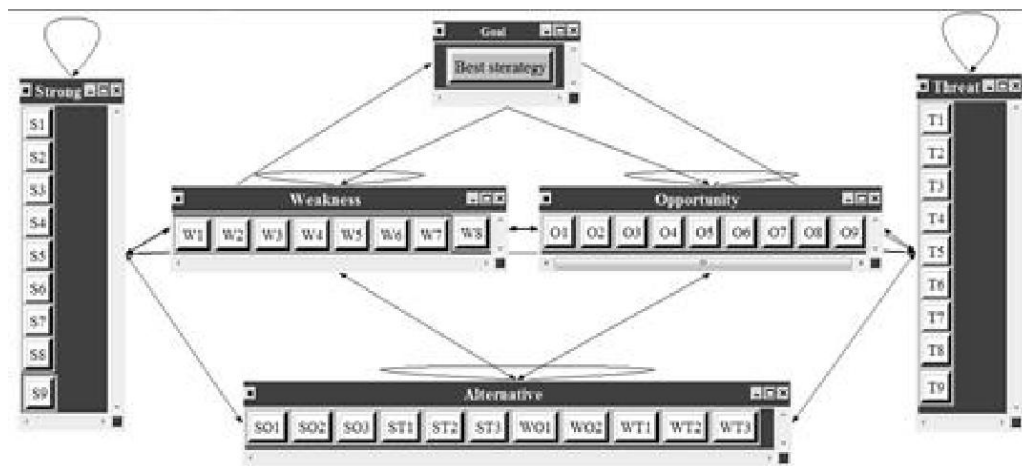 Goal
Best sterategy
Strong
S1
S2
S3
S4
S5
S6
S7
S8
S9
Threat
T1
T2
T3
T4
T5
T6
T7
T8
T9
Weakness
W1 W2 W3 W4 W5 W6 W7 W8
Opportunity
O1 O2 O3 O4 O5 O6 O7 O8 O9
Alternative
SO1 SO2 SO3 ST1 ST2 ST3 WO1 WO2 WT1 WT2 WT3